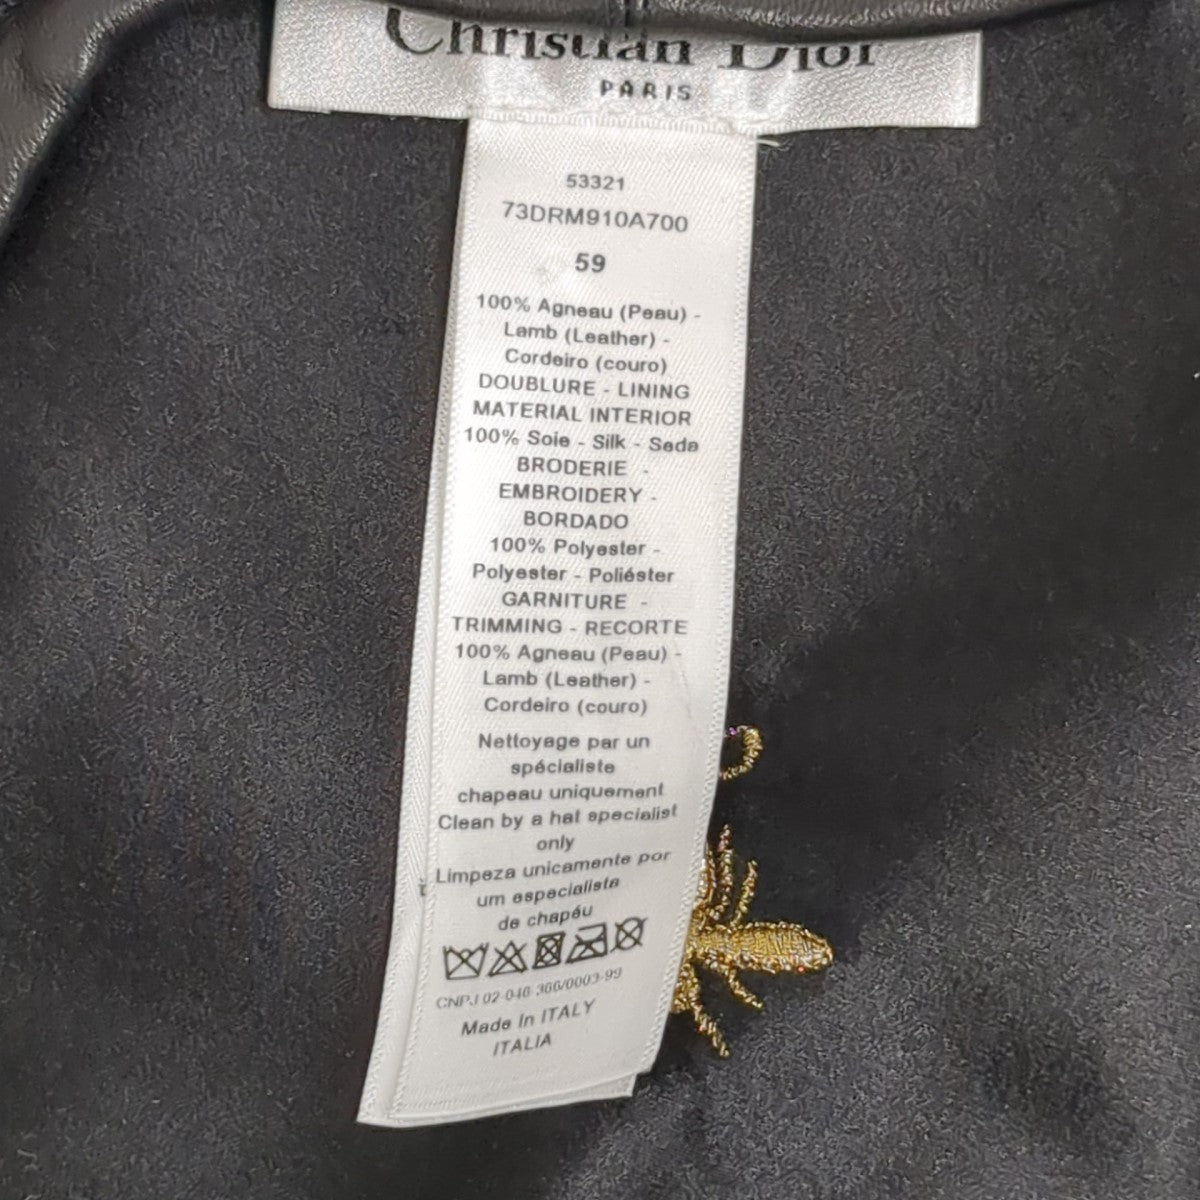 Christian Dior
PARIS
53321
73DRM910A700
59
100% Agneau (Peau) -
Lamb (Leather) -
Cordeiro (couro)
DOUBLURE - LINING
MATERIAL INTERIOR
100% Soie - Silk - Seda
BRODERIE -
EMBROIDERY -
BORDADO
100% Polyester -
Polyester - Poliéster
GARNITURE -
TRIMMING - RECORTE
100% Agneau (Peau) -
Lamb (Leather) -
Cordeiro (couro)
Nettoyage par un
spécialiste
chapeau uniquement
Clean by a hat specialist
only
Limpeza unicamente por
um especialista
de chapéu
CNPJ 02-046 366/0003-99
Made In ITALY
ITALIA